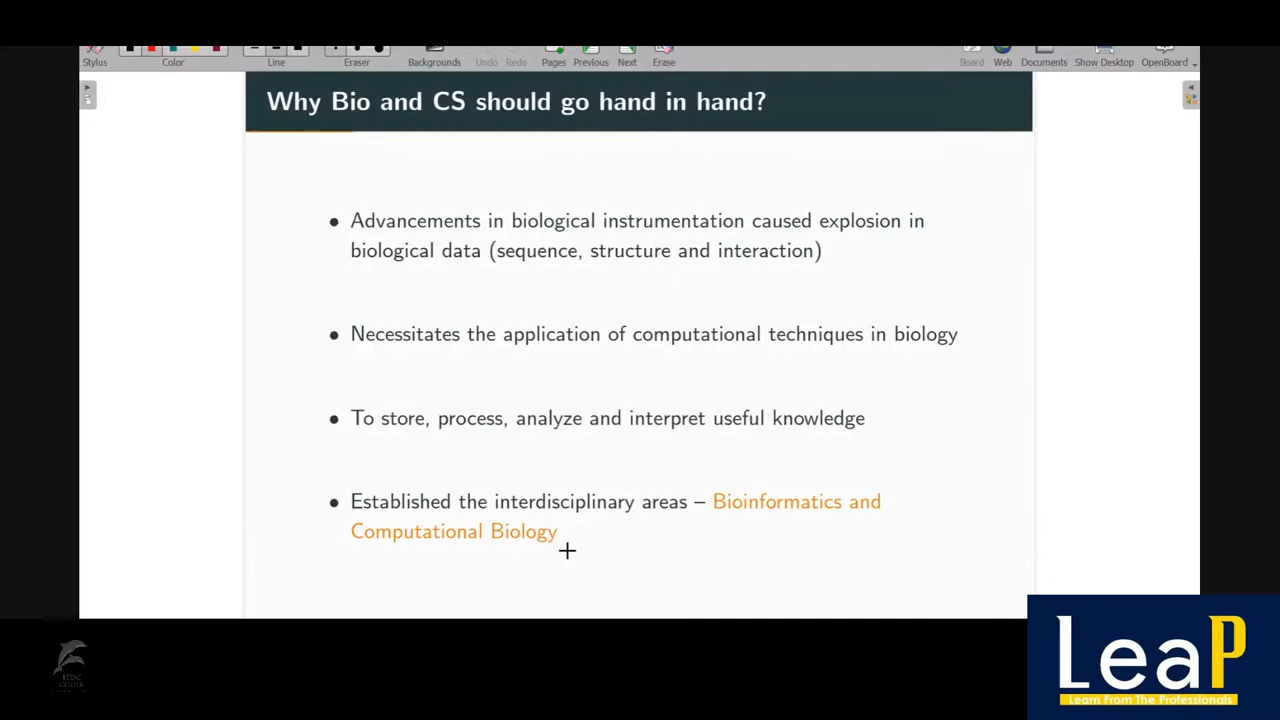 Stylus
Color
Line
Eraser
Backgrounds
Undo
Redo
Pages
Previous
Next
Erase
Board
Web
Documents
Show Desktop
OpenBoard
Why Bio and CS should go hand in hand?
• Advancements in biological instrumentation caused explosion in
biological data (sequence, structure and interaction)
• Necessitates the application of computational techniques in biology
• To store, process, analyze and interpret useful knowledge
• Established the interdisciplinary areas – Bioinformatics and
Computational Biology
LeaP
Learn From The Professionals